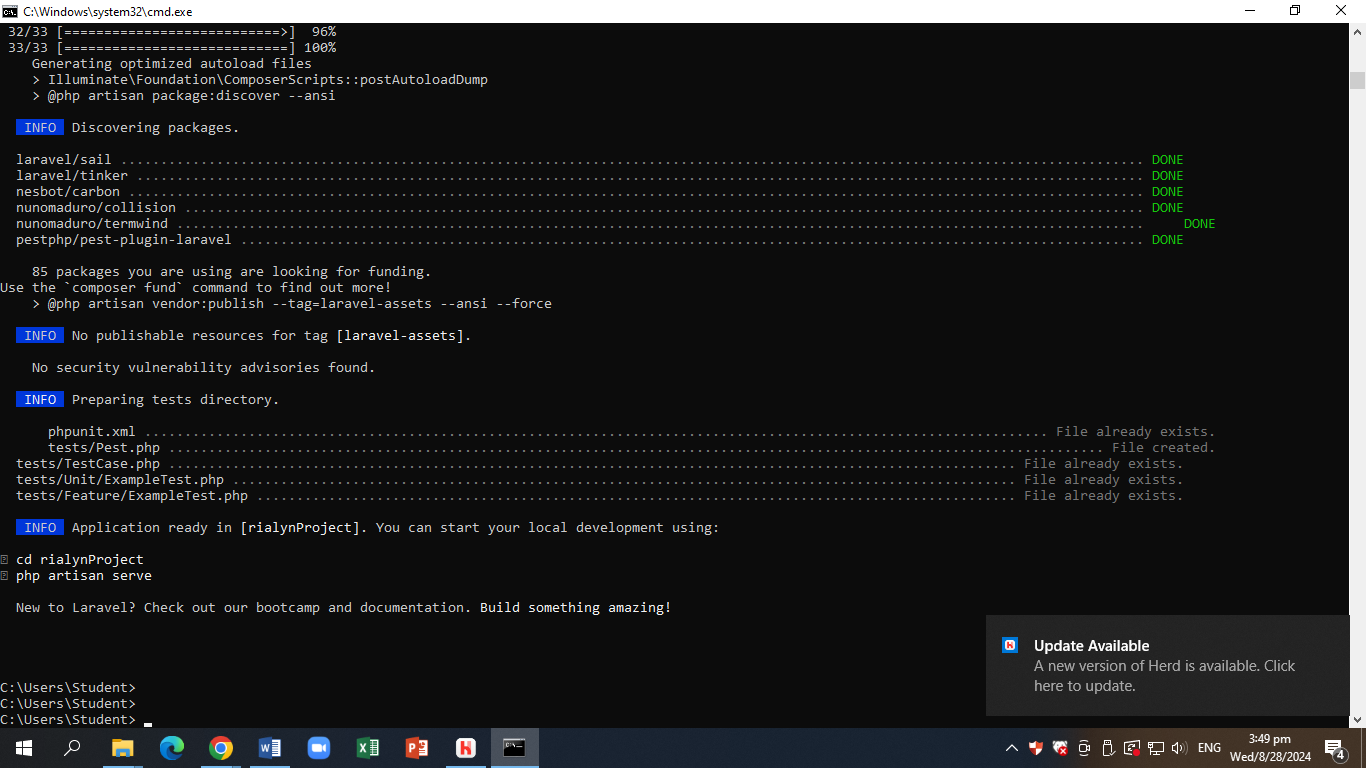 C:\Windows\system32\cmd.exe
32/33 [===========================>]  96%
33/33 [============================] 100%
Generating optimized autoload files
> Illuminate\Foundation\ComposerScripts::postAutoloadDump
> @php artisan package:discover --ansi
INFO Discovering packages.
laravel/sail ................................................................................................................................ DONE
laravel/tinker .............................................................................................................................. DONE
nesbot/carbon ............................................................................................................................... DONE
nunomaduro/collision ........................................................................................................................ DONE
nunomaduro/termwind ......................................................................................................................... DONE
pestphp/pest-plugin-laravel ................................................................................................................. DONE
85 packages you are using are looking for funding.
Use the `composer fund` command to find out more!
> @php artisan vendor:publish --tag=laravel-assets --ansi --force
INFO No publishable resources for tag [laravel-assets].
No security vulnerability advisories found.
INFO Preparing tests directory.
phpunit.xml ................................................................................................................. File already exists.
tests/Pest.php ..................................................................................................................... File created.
tests/TestCase.php .......................................................................................................... File already exists.
tests/Unit/ExampleTest.php .................................................................................................. File already exists.
tests/Feature/ExampleTest.php ............................................................................................... File already exists.
INFO Application ready in [rialynProject]. You can start your local development using:
cd rialynProject
php artisan serve
New to Laravel? Check out our bootcamp and documentation. Build something amazing!
Update Available
A new version of Herd is available. Click
here to update.
C:\Users\Student>
C:\Users\Student>
C:\Users\Student>
ENG
3:49 pm
Wed/8/28/2024
4